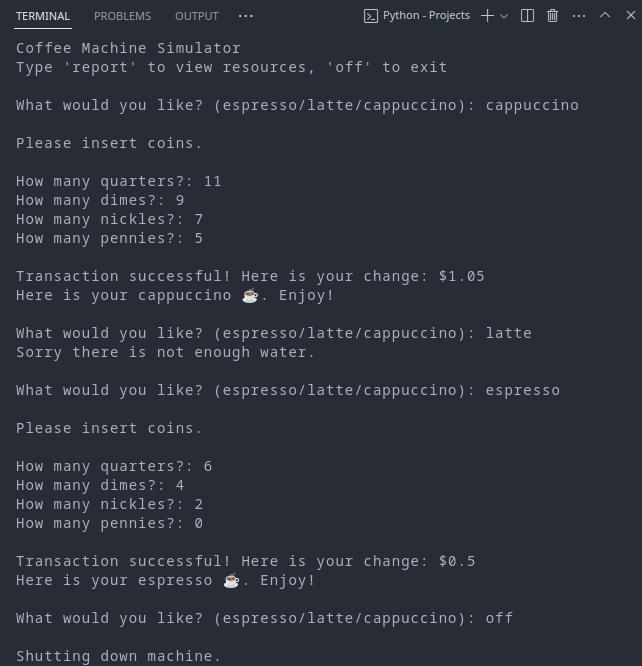 TERMINAL PROBLEMS OUTPUT ··· Python - Projects
Coffee Machine Simulator
Type 'report' to view resources, 'off' to exit
What would you like? (espresso/latte/cappuccino): cappuccino
Please insert coins.
How many quarters?: 11
How many dimes?: 9
How many nickles?: 7
How many pennies?: 5
Transaction successful! Here is your change: $1.05
Here is your cappuccino ☕. Enjoy!
What would you like? (espresso/latte/cappuccino): latte
Sorry there is not enough water.
What would you like? (espresso/latte/cappuccino): espresso
Please insert coins.
How many quarters?: 6
How many dimes?: 4
How many nickles?: 2
How many pennies?: 0
Transaction successful! Here is your change: $0.5
Here is your espresso ☕. Enjoy!
What would you like? (espresso/latte/cappuccino): off
Shutting down machine.